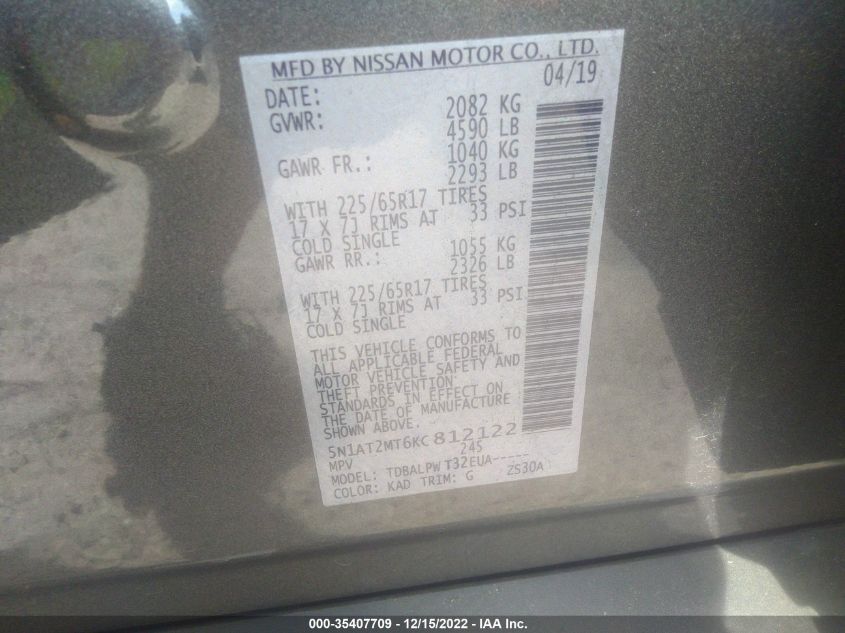 MFD BY NISSAN MOTOR CO., LTD.
DATE: 04/19
GVWR: 2082 KG
4590 LB
GAWR FR.: 1040 KG
2293 LB
WITH 225/65R17 TIRES
17 X 7J RIMS AT 33 PSI
COLD SINGLE
GAWR RR.: 1055 KG
2326 LB
WITH 225/65R17 TIRES
17 X 7J RIMS AT 33 PSI
COLD SINGLE
THIS VEHICLE CONFORMS TO
ALL APPLICABLE FEDERAL
MOTOR VEHICLE SAFETY AND
THEFT PREVENTION
STANDARDS IN EFFECT ON
THE DATE OF MANUFACTURE
SHOWN ABOVE.
5N1AT2MT6KC812122
MPV 245
MODEL: TDBALPW T32EUA-----
COLOR: KAD TRIM: G ZS30A
000-35407709 - 12/15/2022 - IAA Inc.